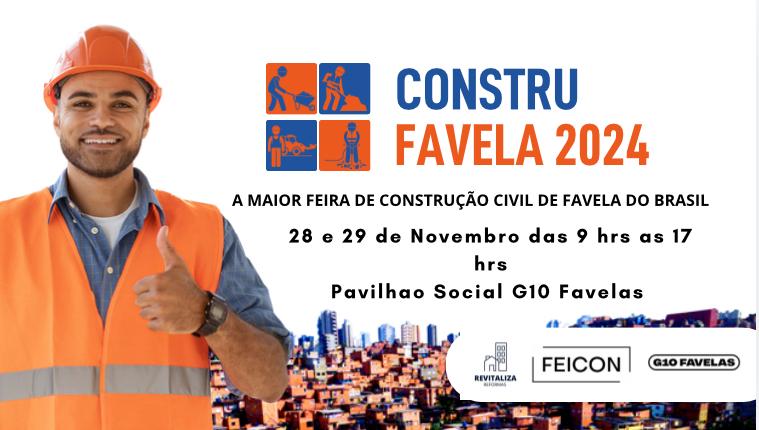 CONSTRU
FAVELA 2024
A MAIOR FEIRA DE CONSTRUÇÃO CIVIL DE FAVELA DO BRASIL
28 e 29 de Novembro das 9 hrs as 17
hrs
Pavilhao Social G10 Favelas
REVITALIZA
REFORMAS
FEICON
G10 FAVELAS